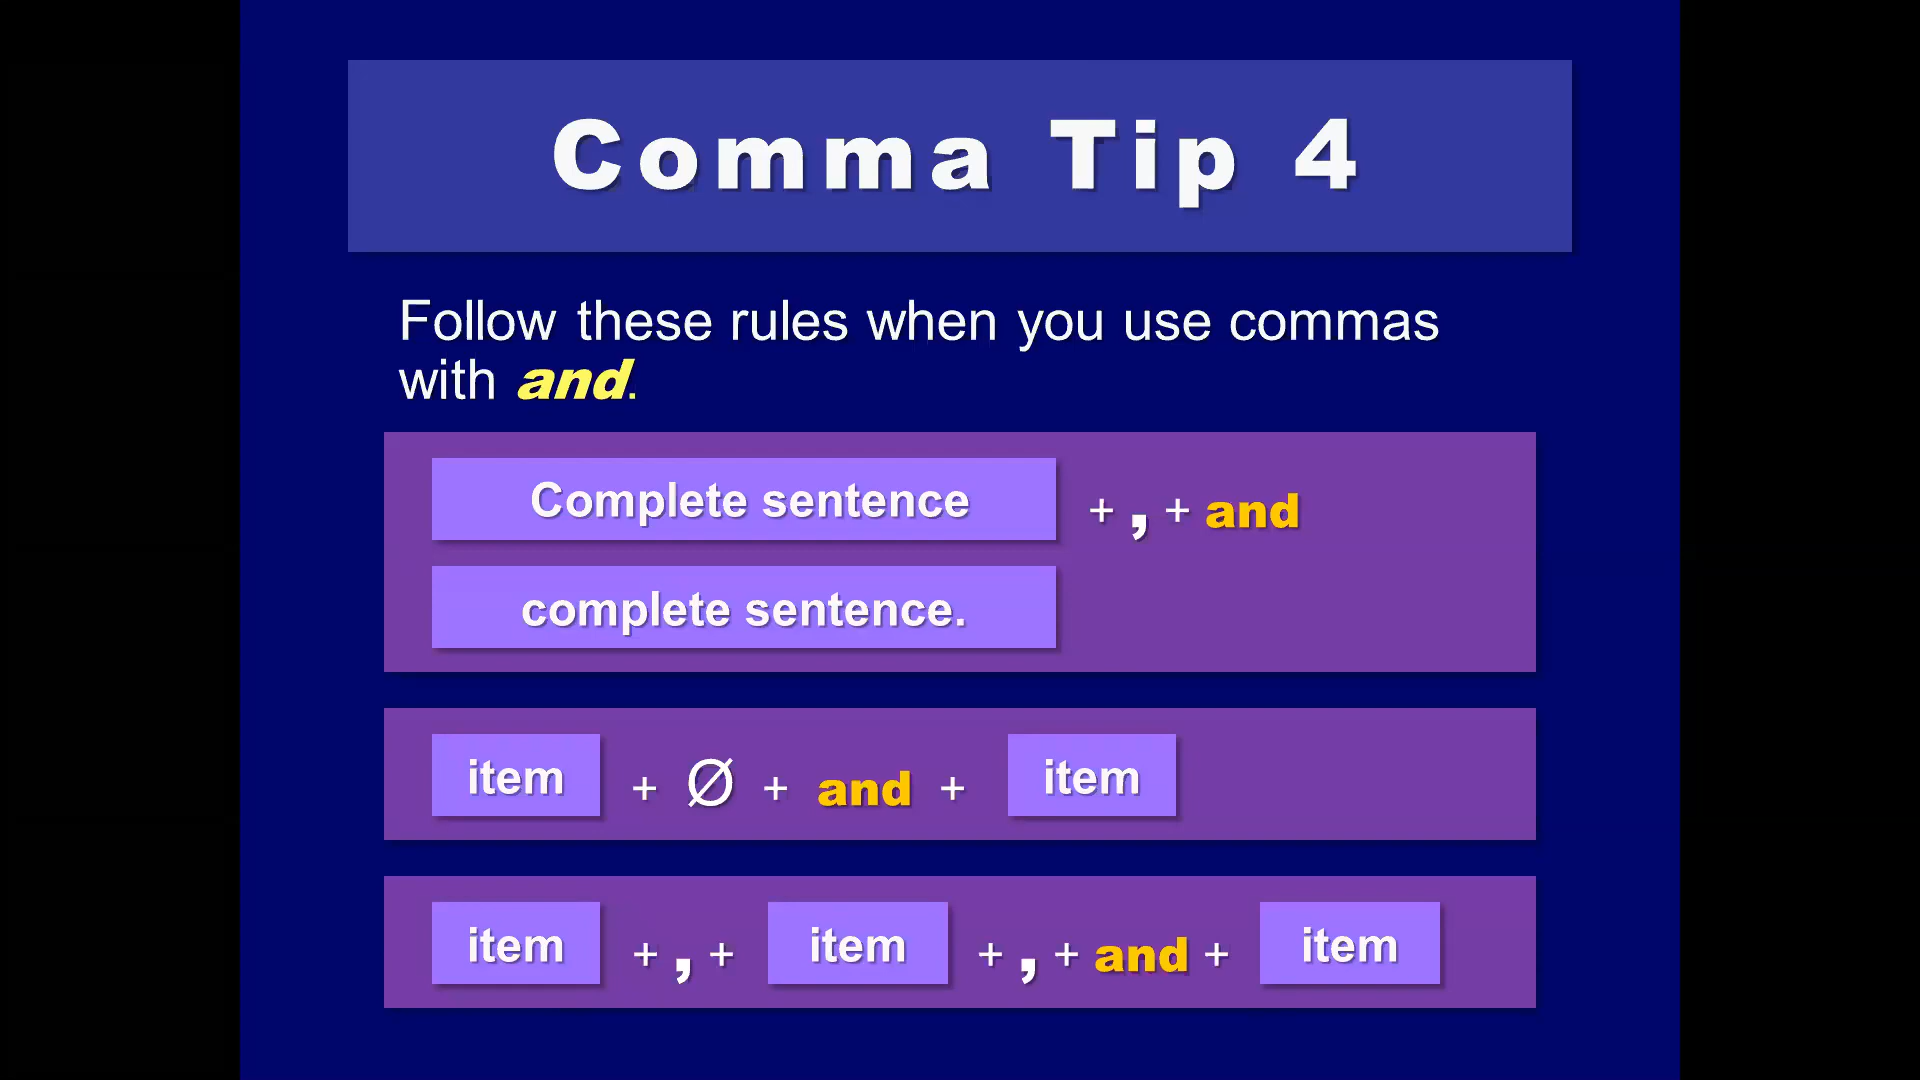 Comma Tip 4
Follow these rules when you use commas
with and.
Complete sentence + , + and
complete sentence.
item + Ø + and + item
item + , + item + , + and + item